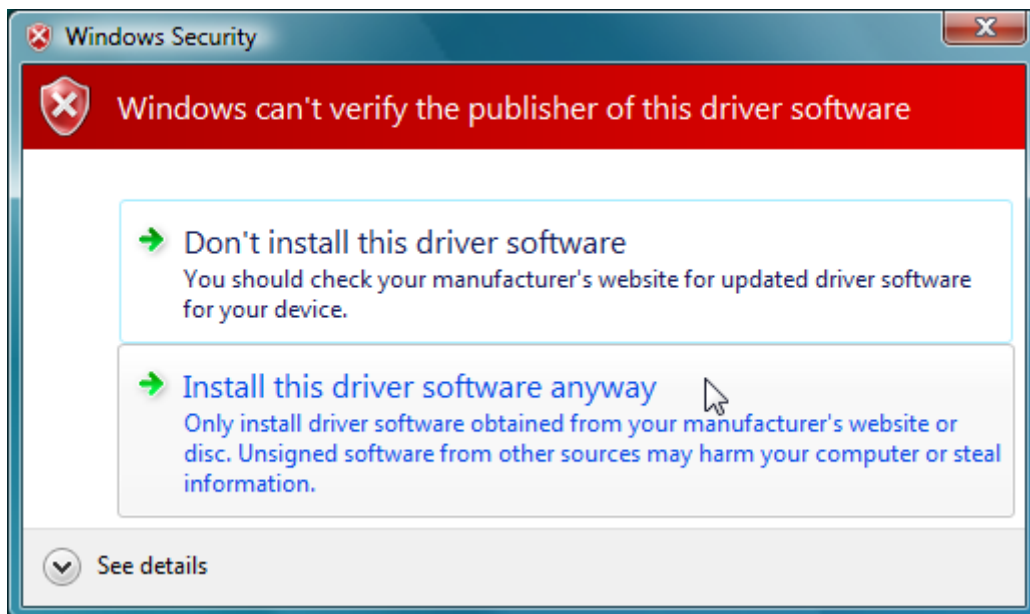 Windows Security
Windows can't verify the publisher of this driver software
Don't install this driver software
You should check your manufacturer's website for updated driver software
for your device.
Install this driver software anyway
Only install driver software obtained from your manufacturer's website or
disc. Unsigned software from other sources may harm your computer or steal
information.
See details